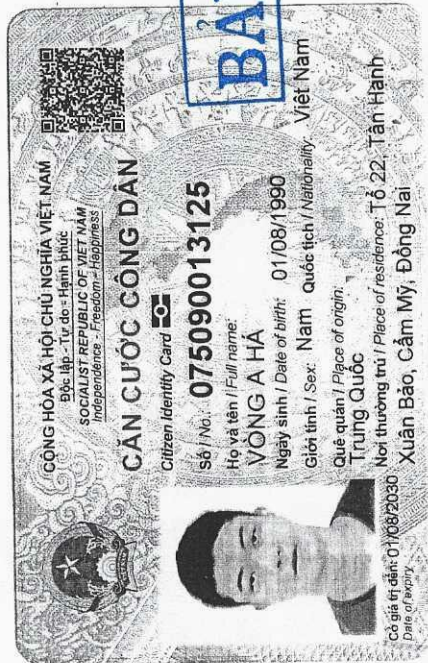 CỘNG HÒA XÃ HỘI CHỦ NGHĨA VIỆT NAM
Độc lập - Tự do - Hạnh phúc
SOCIALIST REPUBLIC OF VIET NAM
Independence - Freedom - Happiness
CĂN CƯỚC CÔNG DÂN
Citizen Identity Card
Số / No.: 075090013125
Họ và tên / Full name:
VÒNG A HÁ
Ngày sinh / Date of birth: 01/08/1990
Giới tính / Sex: Nam Quốc tịch / Nationality: Việt Nam
Quê quán / Place of origin:
Trung Quốc
Nơi thường trú / Place of residence: Tổ 22, Tân Hạnh
Xuân Bảo, Cẩm Mỹ, Đồng Nai
Có giá trị đến: 01/08/2030
Date of expiry